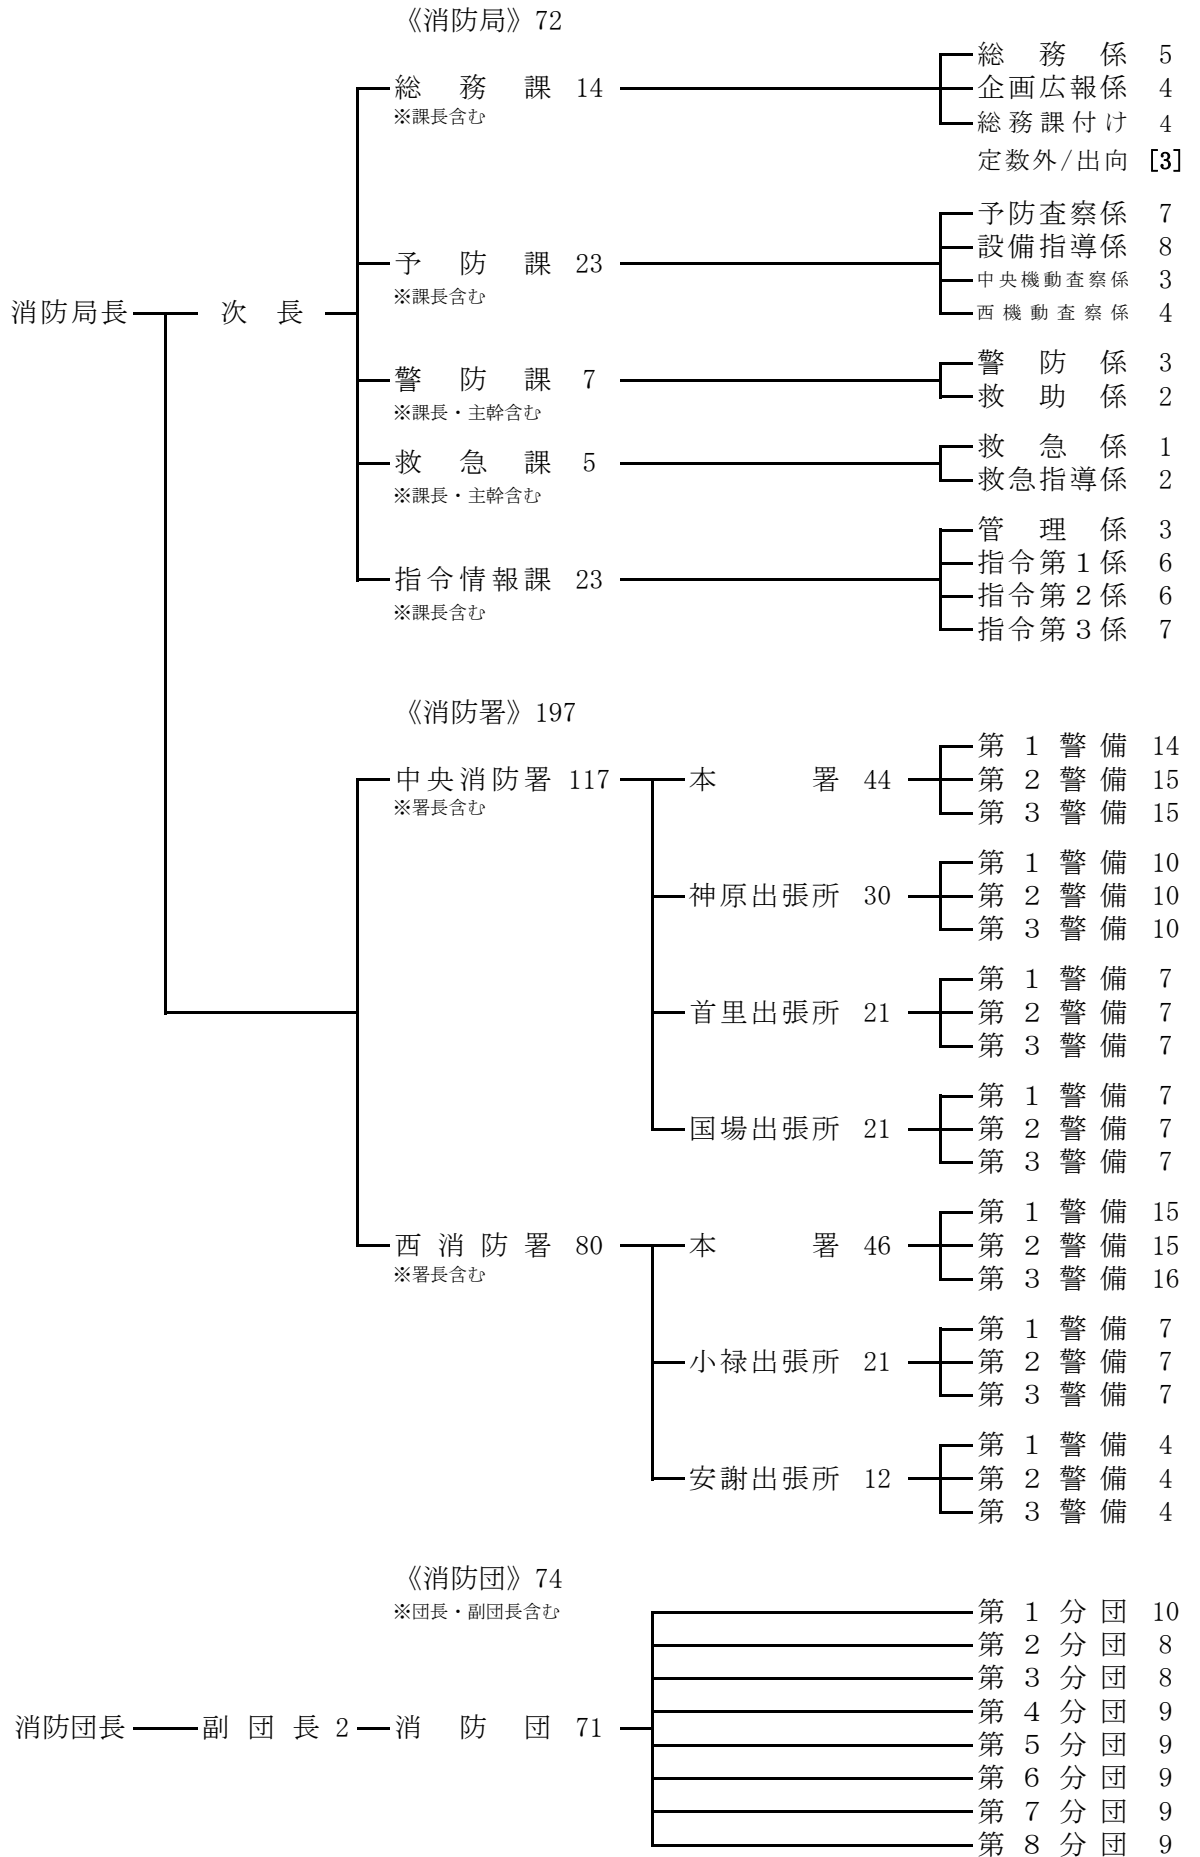 《消防局》72
総務係 5
総務課 14
企画広報係 4
※課長含む
総務課付け 4
定数外/出向 [3]
予防査察係 7
設備指導係 8
予防課 23
中央機動査察係 3
※課長含む
西機動査察係 4
消防局長 次長
警防係 3
警防課 7
救助係 2
※課長・主幹含む
救急係 1
救急課 5
救急指導係 2
※課長・主幹含む
管理係 3
指令第1係 6
指令情報課 23
指令第2係 6
※課長含む
指令第3係 7
《消防署》197
第1警備 14
中央消防署 117 本署 44 第2警備 15
※署長含む
第3警備 15
第1警備 10
神原出張所 30 第2警備 10
第3警備 10
第1警備 7
首里出張所 21 第2警備 7
第3警備 7
第1警備 7
国場出張所 21 第2警備 7
第3警備 7
第1警備 15
西消防署 80 本署 46 第2警備 15
※署長含む
第3警備 16
第1警備 7
小禄出張所 21 第2警備 7
第3警備 7
第1警備 4
安謝出張所 12 第2警備 4
第3警備 4
《消防団》74
※団長・副団長含む
第1分団 10
第2分団 8
第3分団 8
第4分団 9
消防団長 副団長 2 消防団 71
第5分団 9
第6分団 9
第7分団 9
第8分団 9